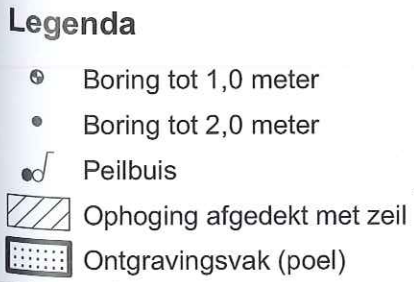 Legenda
Boring tot 1,0 meter
Boring tot 2,0 meter
Peilbuis
Ophoging afgedekt met zeil
Ontgravingsvak (poel)